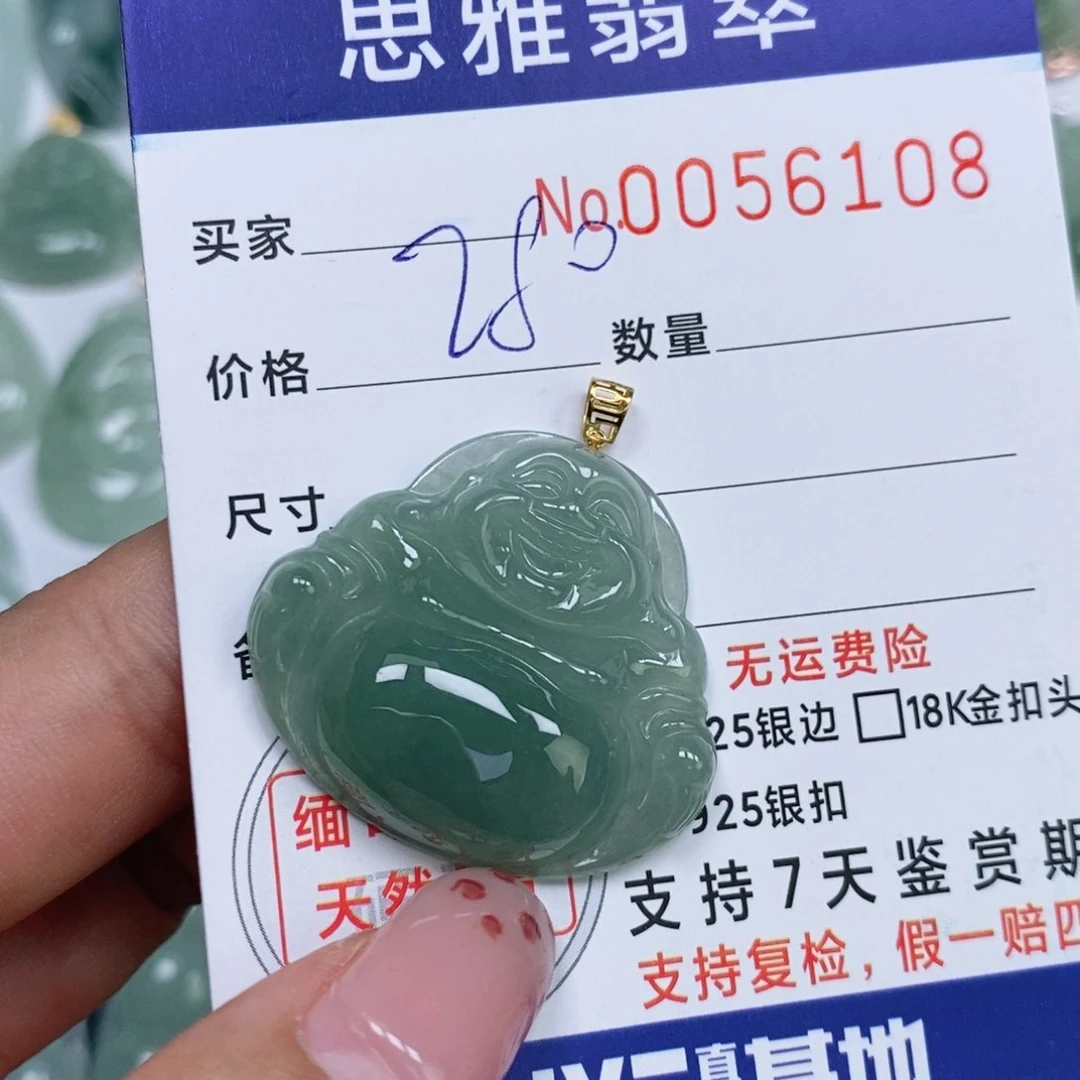 思雅翡翠
No.0056108
买家
280
价格 数量
尺寸
无运费险
25银边 □18K金扣头
925银扣
缅
天然
支持7天鉴赏期
支持复检，假一赔四
基地